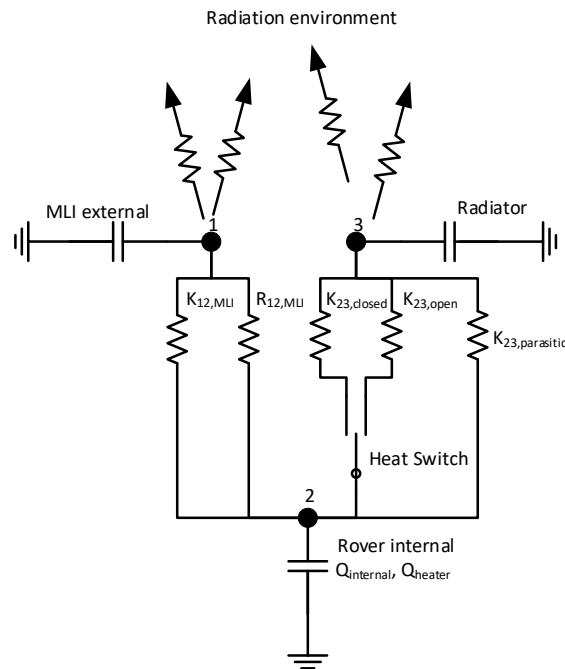 Radiation environment
MLI external
1
3
Radiator
K12,MLI
R12,MLI
K23,closed
K23,open
K23,parasitic
Heat Switch
2
Rover internal
Qinternal, Qheater